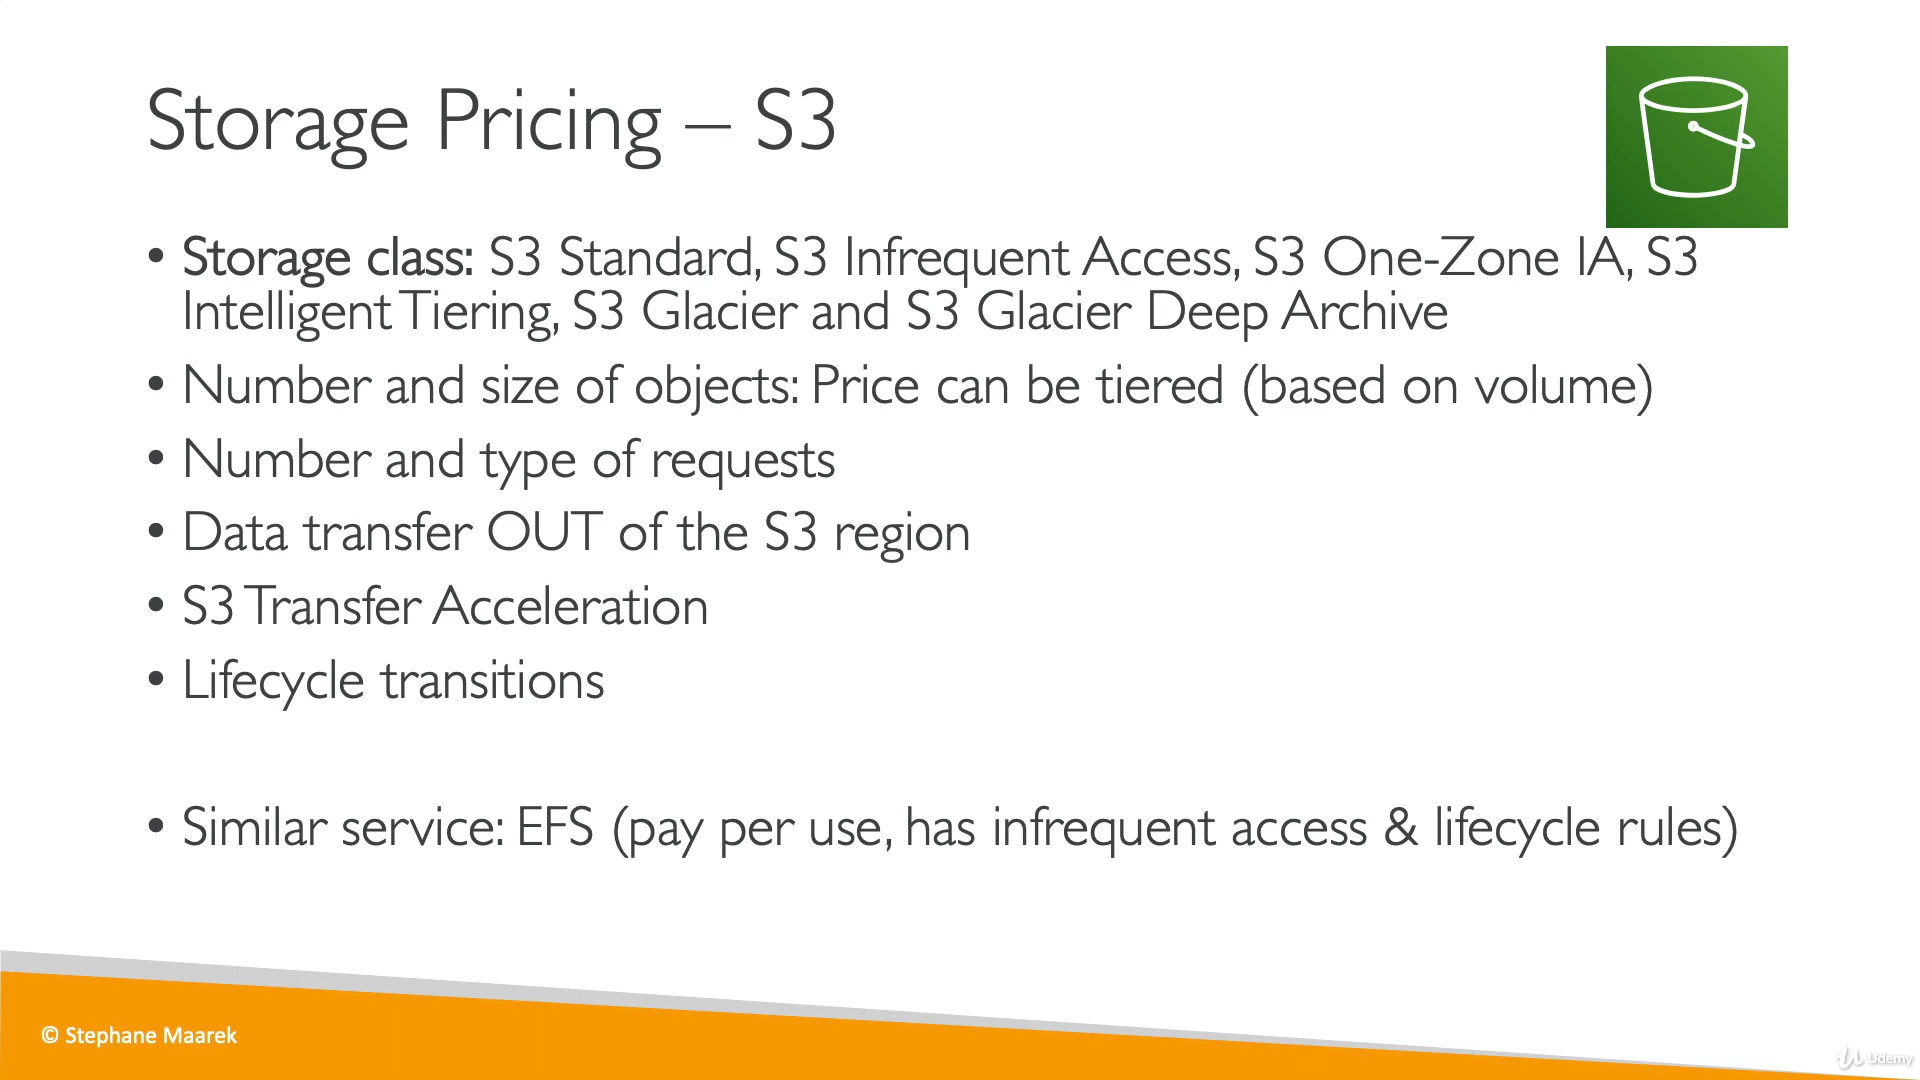 Storage Pricing – S3
• Storage class: S3 Standard, S3 Infrequent Access, S3 One-Zone IA, S3
Intelligent Tiering, S3 Glacier and S3 Glacier Deep Archive
• Number and size of objects: Price can be tiered (based on volume)
• Number and type of requests
• Data transfer OUT of the S3 region
• S3 Transfer Acceleration
• Lifecycle transitions
• Similar service: EFS (pay per use, has infrequent access & lifecycle rules)
© Stephane Maarek
Udemy